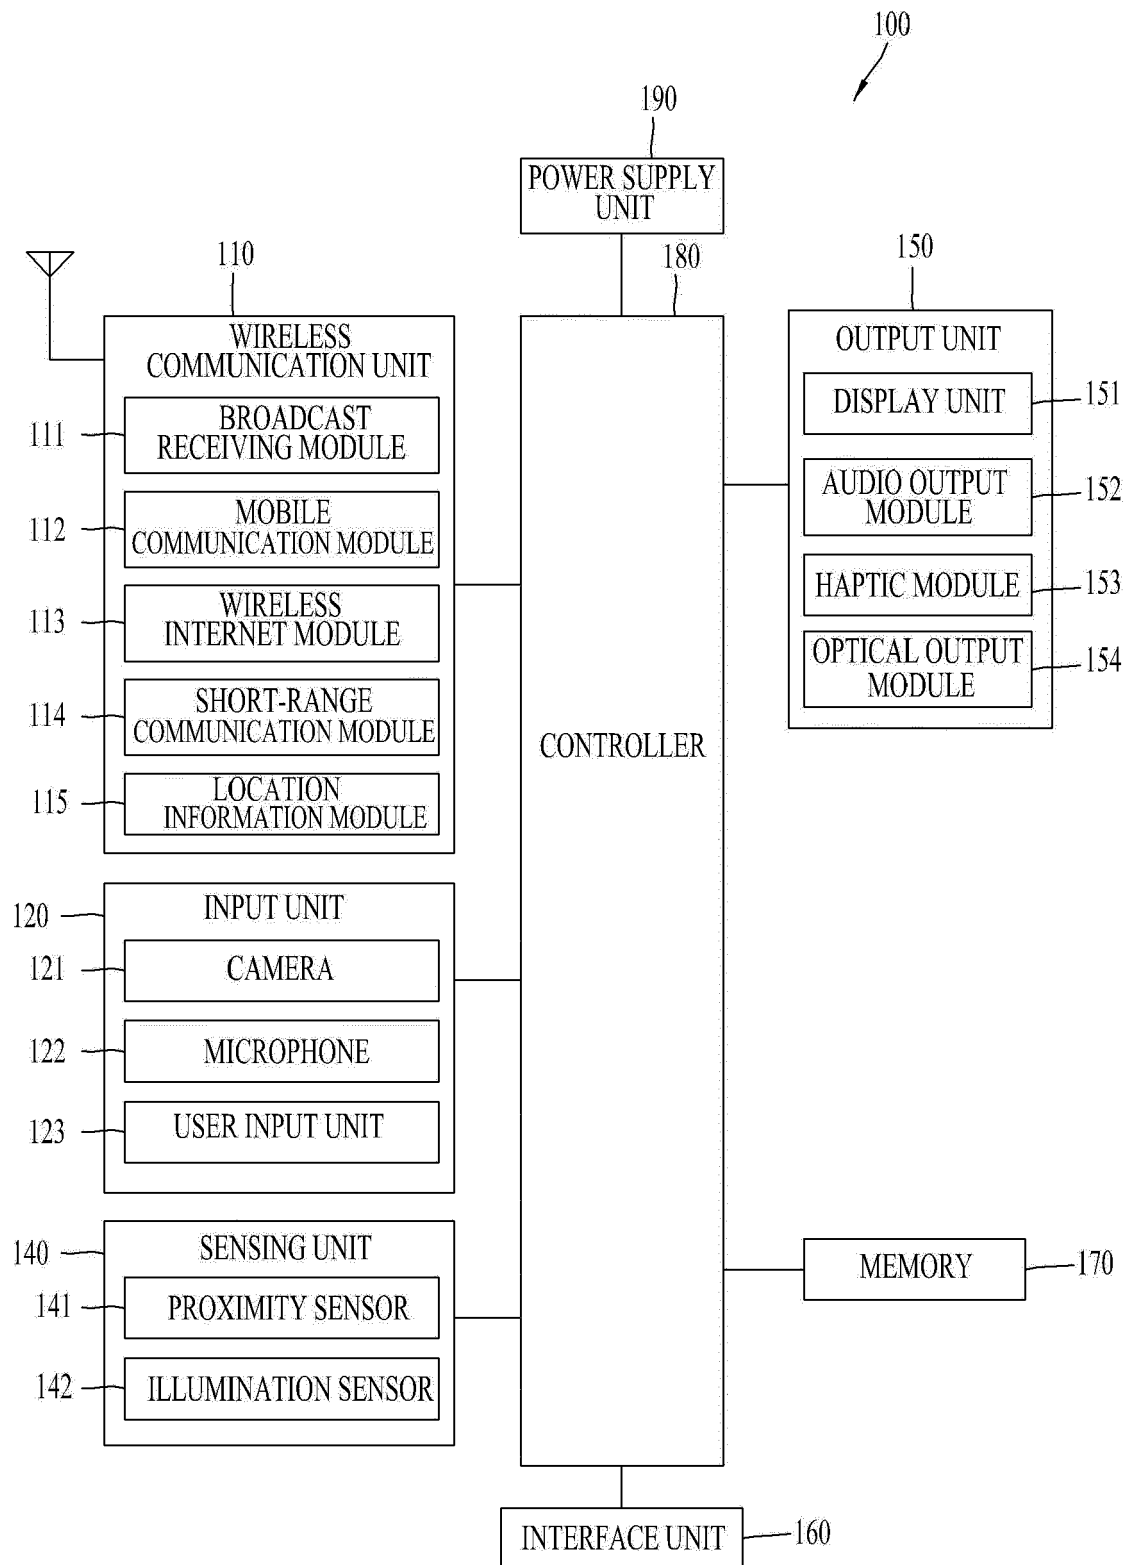 100
190
POWER SUPPLY
UNIT
110
180
150
WIRELESS
COMMUNICATION UNIT
111
BROADCAST
RECEIVING MODULE
112
MOBILE
COMMUNICATION MODULE
113
WIRELESS
INTERNET MODULE
114
SHORT-RANGE
COMMUNICATION MODULE
115
LOCATION
INFORMATION MODULE
120
INPUT UNIT
121
CAMERA
122
MICROPHONE
123
USER INPUT UNIT
140
SENSING UNIT
141
PROXIMITY SENSOR
142
ILLUMINATION SENSOR
CONTROLLER
OUTPUT UNIT
DISPLAY UNIT
151
AUDIO OUTPUT
MODULE
152
HAPTIC MODULE
153
OPTICAL OUTPUT
MODULE
154
MEMORY
170
INTERFACE UNIT
160